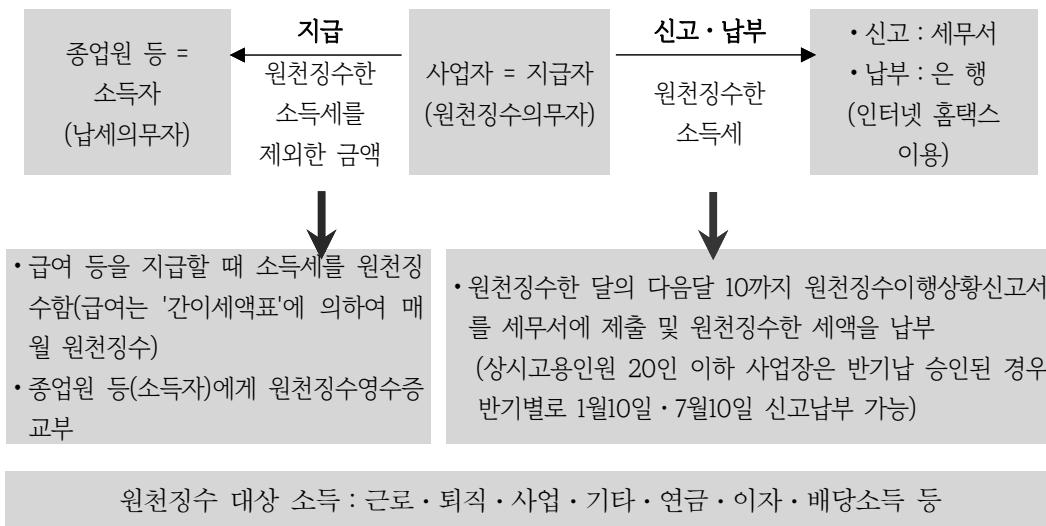 종업원 등 =
소득자
(납세의무자)
지급
원천징수한
소득세를
제외한 금액
사업자 = 지급자
(원천징수의무자)
신고·납부
원천징수한
소득세
• 신고 : 세무서
• 납부 : 은 행
(인터넷 홈택스
이용)
• 급여 등을 지급할 때 소득세를 원천징
수함(급여는 '간이세액표'에 의하여 매
월 원천징수)
• 종업원 등(소득자)에게 원천징수영수증
교부
• 원천징수한 달의 다음달 10까지 원천징수이행상황신고서
를 세무서에 제출 및 원천징수한 세액을 납부
(상시고용인원 20인 이하 사업장은 반기납 승인된 경우
반기별로 1월10일·7월10일 신고납부 가능)
원천징수 대상 소득 : 근로·퇴직·사업·기타·연금·이자·배당소득 등